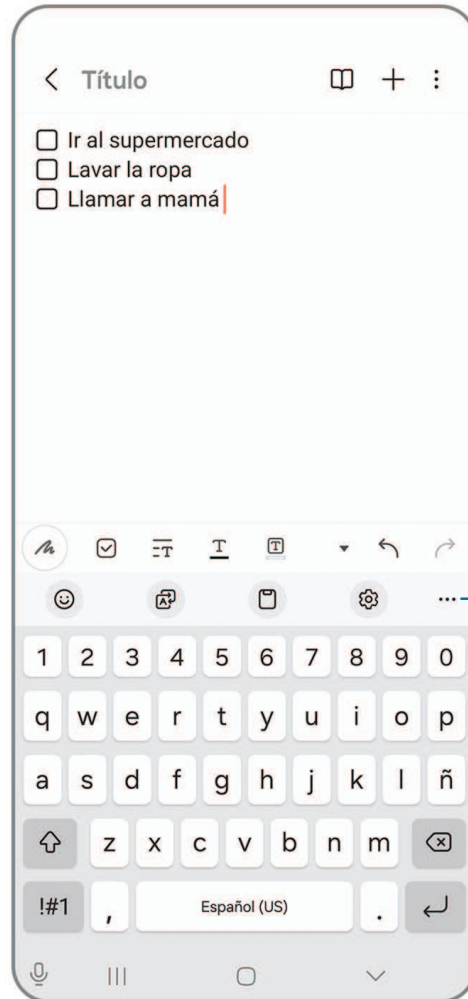 Título
Ir al supermercado
Lavar la ropa
Llamar a mamá
1 2 3 4 5 6 7 8 9 0
q w e r t y u i o p
a s d f g h j k l ñ
z x c v b n m
!#1 , Español (US) .